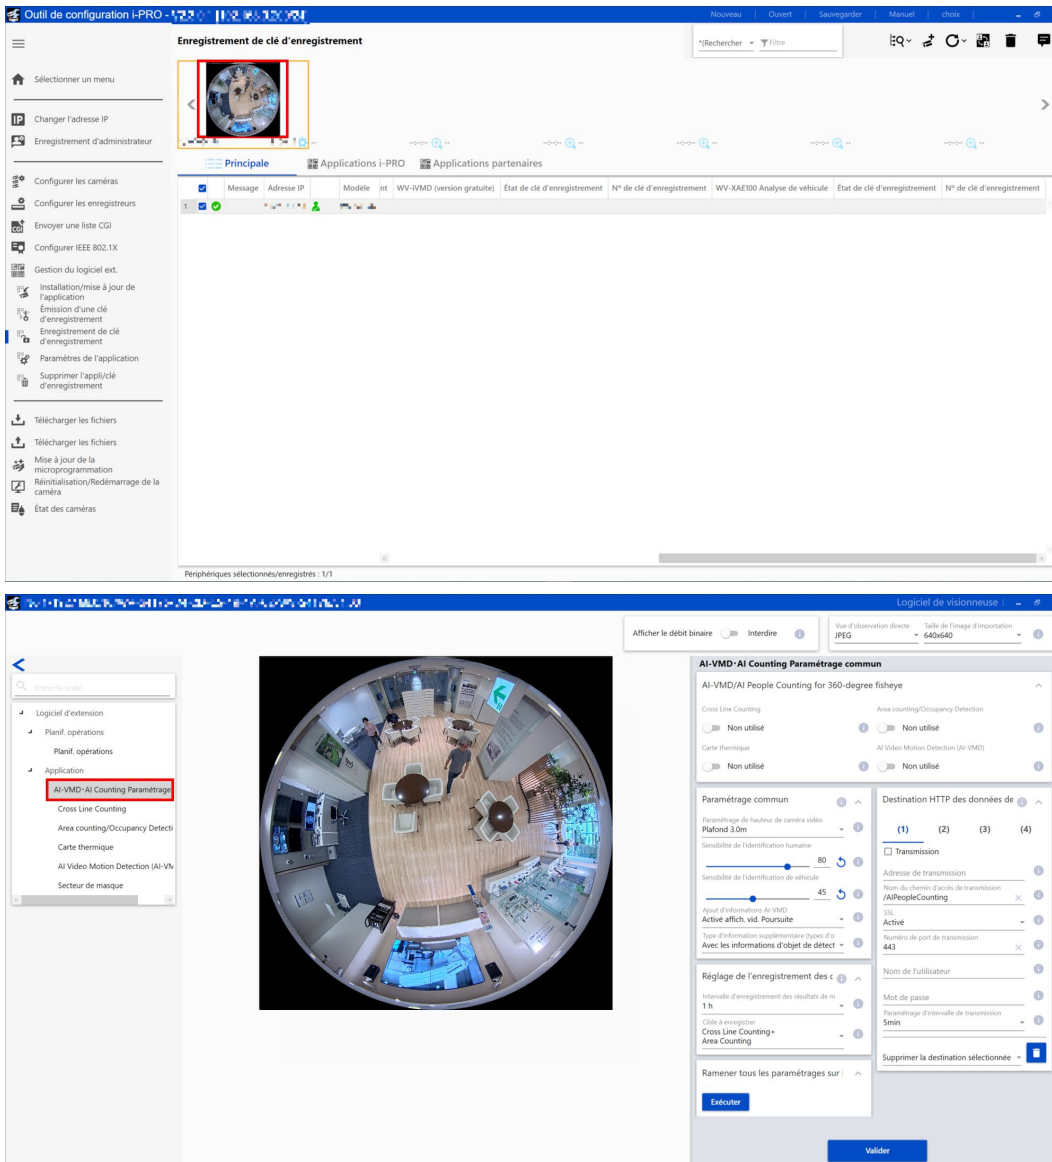 Outil de configuration i-PRO -
Nouveau | Ouvert | Sauvegarder | Manuel | choix |
Enregistrement de clé d'enregistrement
*(Rechercher Filtre
Sélectionner un menu
Changer l'adresse IP
Enregistrement d'administrateur
Configurer les caméras
Configurer les enregistreurs
Envoyer une liste CGI
Configurer IEEE 802.1X
Gestion du logiciel ext.
Installation/mise à jour de
l'application
Émission d'une clé
d'enregistrement
Enregistrement de clé
d'enregistrement
Paramètres de l'application
Supprimer l'appli/clé
d'enregistrement
Télécharger les fichiers
Télécharger les fichiers
Mise à jour de la
microprogrammation
Réinitialisation/Redémarrage de la
caméra
État des caméras
Principale Applications i-PRO Applications partenaires
Message Adresse IP Modèle nt WV-iVMD (version gratuite) État de clé d'enregistrement Nº de clé d'enregistrement WV-XAE100 Analyse de véhicule État de clé d'enregistrement Nº de clé d'enregistrement
1
Périphériques sélectionnés/enregistrés : 1/1
Logiciel de visionneuse |
Afficher le débit binaire Interdire
Vue d'observation directe Taille de l'image d'importation
JPEG 640x640
Entrer le texte
Logiciel d'extension
Planif. opérations
Planif. opérations
Application
AI-VMD·AI Counting Paramétrage
Cross Line Counting
Area counting/Occupancy Detecti
Carte thermique
AI Video Motion Detection (AI-VM
Secteur de masque
AI-VMD·AI Counting Paramétrage commun
AI-VMD/AI People Counting for 360-degree fisheye
Cross Line Counting Area counting/Occupancy Detection
Non utilisé Non utilisé
Carte thermique AI Video Motion Detection (AI-VMD)
Non utilisé Non utilisé
Paramétrage commun
Paramétrage de hauteur de caméra vidéo
Plafond 3.0m
Sensibilité de l'identification humaine
80
Sensibilité de l'identification de véhicule
45
Ajout d'informations AI-VMD
Activé affich. vid. Poursuite
Type d'information supplémentaire (types d'o
Avec les informations d'objet de détect
Réglage de l'enregistrement des c
Intervalle d'enregistrement des résultats de m
1 h
Cible à enregistrer
Cross Line Counting+
Area Counting
Ramener tous les paramétrages sur l
Exécuter
Destination HTTP des données de
(1) (2) (3) (4)
Transmission
Adresse de transmission
Nom du chemin d'accès de transmission
/AIPeopleCounting
SSL
Activé
Numéro de port de transmission
443
Nom de l'utilisateur
Mot de passe
Paramétrage d'intervalle de transmission
5min
Supprimer la destination sélectionnée
Valider